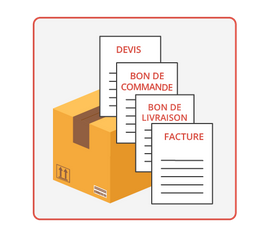 DEVIS
BON DE
COMMANDE
BON DE
LIVRAISON
FACTURE